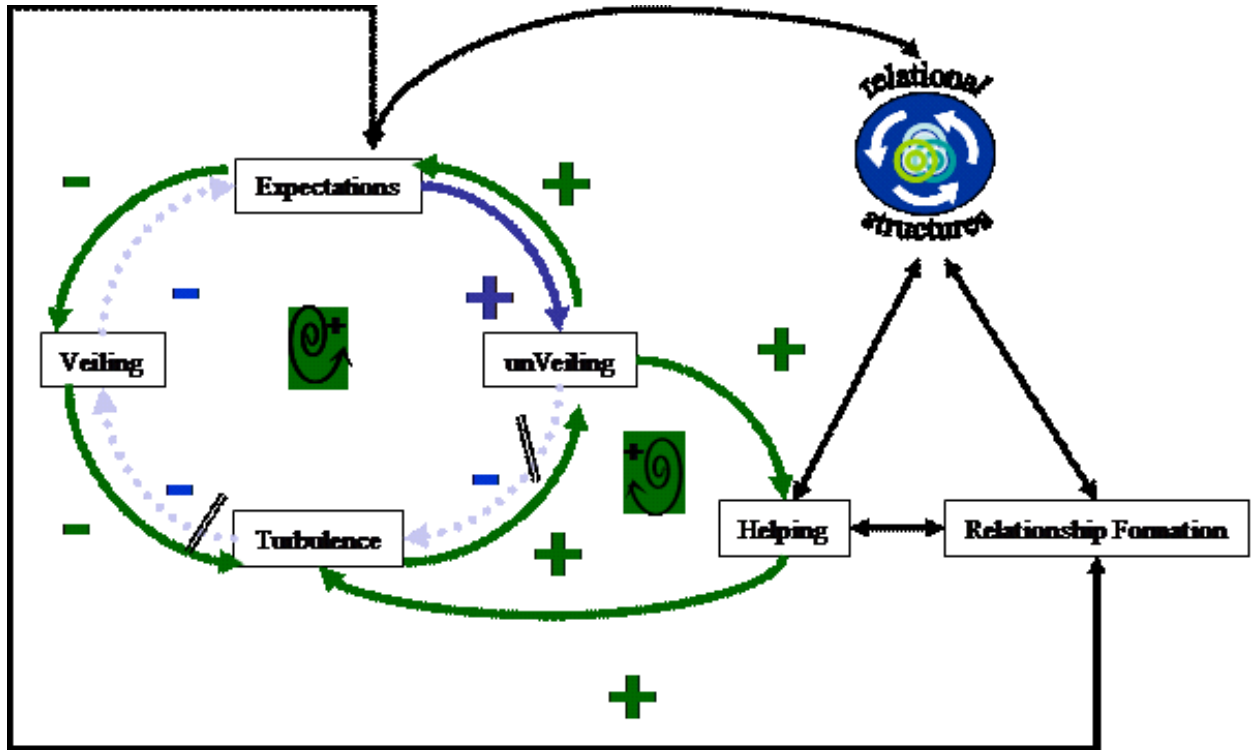 relational
structures
-
+
Expectations
-
+
+
+
Veiling
unVeiling
+
-
-
-
Turbulence
+
Helping
Relationship Formation
+